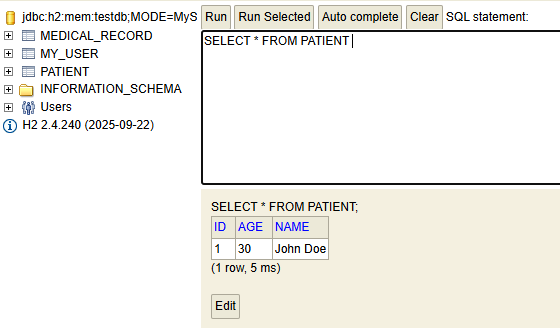 jdbc:h2:mem:testdb;MODE=MyS
MEDICAL_RECORD
MY_USER
PATIENT
INFORMATION_SCHEMA
Users
H2 2.4.240 (2025-09-22)
Run Run Selected Auto complete Clear SQL statement:
SELECT * FROM PATIENT
SELECT * FROM PATIENT;
ID AGE NAME
1 30 John Doe
(1 row, 5 ms)
Edit